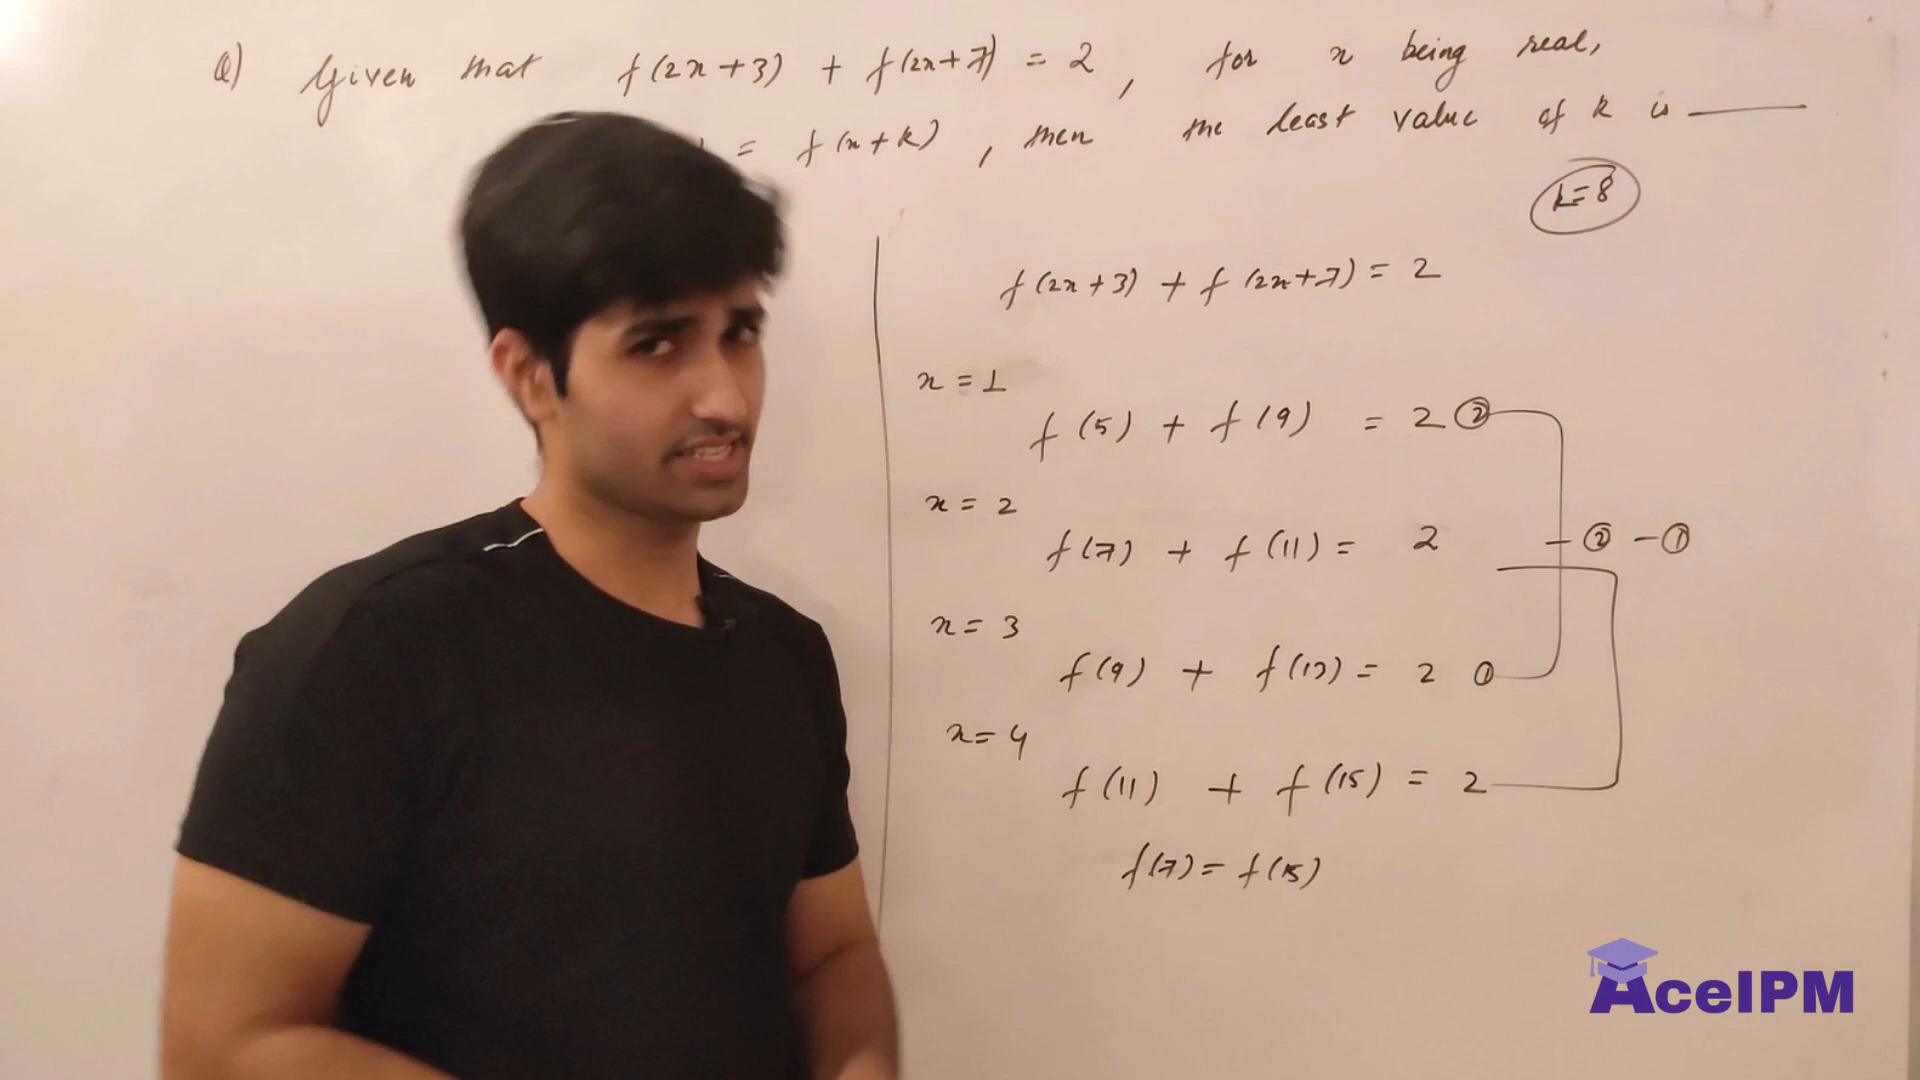 Q) Given that f(2x+3) + f(2x+7) = 2, for x being real,
= f(x+k), then the least value of k is ______
k=8
f(2x+3) + f(2x+7) = 2
x=1
f(5) + f(9) = 2 ②
x=2
f(7) + f(11) = 2
② - ①
x=3
f(9) + f(13) = 2 ①
x=4
f(11) + f(15) = 2
f(7) = f(15)
AceIPM